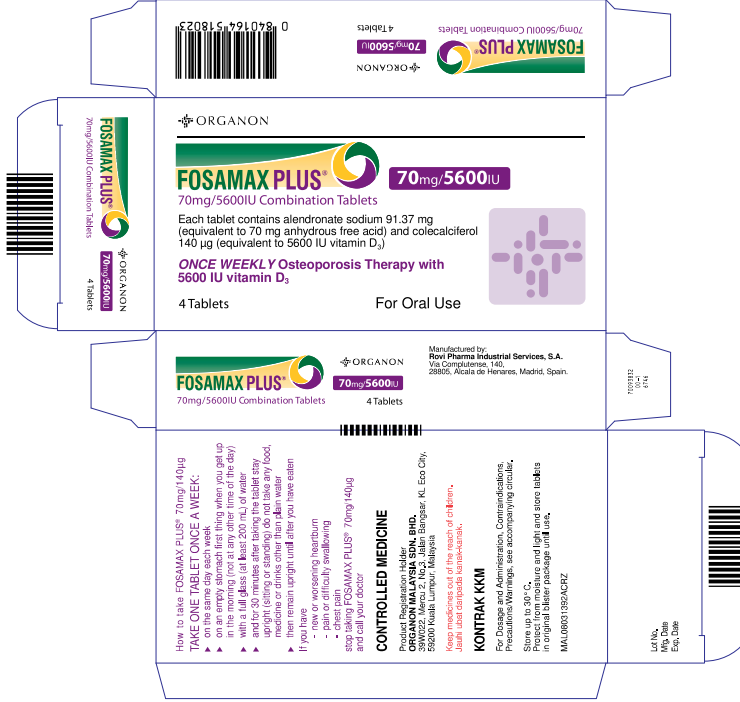 0 840164 518023
FOSAMAX PLUS®
70mg/5600IU Combination Tablets
ORGANON
70mg/5600IU
4 Tablets
ORGANON
FOSAMAX PLUS®
70mg/5600IU
70mg/5600IU Combination Tablets
Each tablet contains alendronate sodium 91.37 mg
(equivalent to 70 mg anhydrous free acid) and colecalciferol
140 µg (equivalent to 5600 IU vitamin D3)
ONCE WEEKLY Osteoporosis Therapy with
5600 IU vitamin D3
4 Tablets
For Oral Use
FOSAMAX PLUS®
70mg/5600IU Combination Tablets
ORGANON
70mg/5600IU
4 Tablets
FOSAMAX PLUS®
70mg/5600IU Combination Tablets
ORGANON
70mg/5600IU
4 Tablets
Manufactured by:
Rovi Pharma Industrial Services, S.A.
Via Complutense, 140,
28805, Alcala de Henares, Madrid, Spain.
6746
How to take FOSAMAX PLUS® 70mg/140µg
TAKE ONE TABLET ONCE A WEEK:
▶ on the same day each week
▶ on an empty stomach first thing when you get up
in the morning (not at any other time of the day)
▶ with a full glass (at least 200 mL) of water
▶ and for 30 minutes after taking the tablet stay
upright (sitting or standing) do not take any food,
medicine or drinks other than plain water
▶ then remain upright until after you have eaten
If you have
- new or worsening heartburn
- pain or difficulty swallowing
- chest pain,
stop taking FOSAMAX PLUS® 70mg/140µg
and call your doctor
CONTROLLED MEDICINE
Product Registration Holder
ORGANON MALAYSIA SDN. BHD.
Jalan Bangsar, KL Eco City,
59200 Kuala Lumpur, Malaysia
Keep medicines out of the reach of children.
Jauhi ubat daripada kanak-kanak.
KONTRAK KKM
For Dosage and Administration, Contraindications,
Precautions/Warnings, see accompanying circular.
Store up to 30°C.
Protect from moisture and light and store tablets
in original blister package until use.
MAL08031392ACRZ
Lot No.
Mfg. Date
Exp. Date